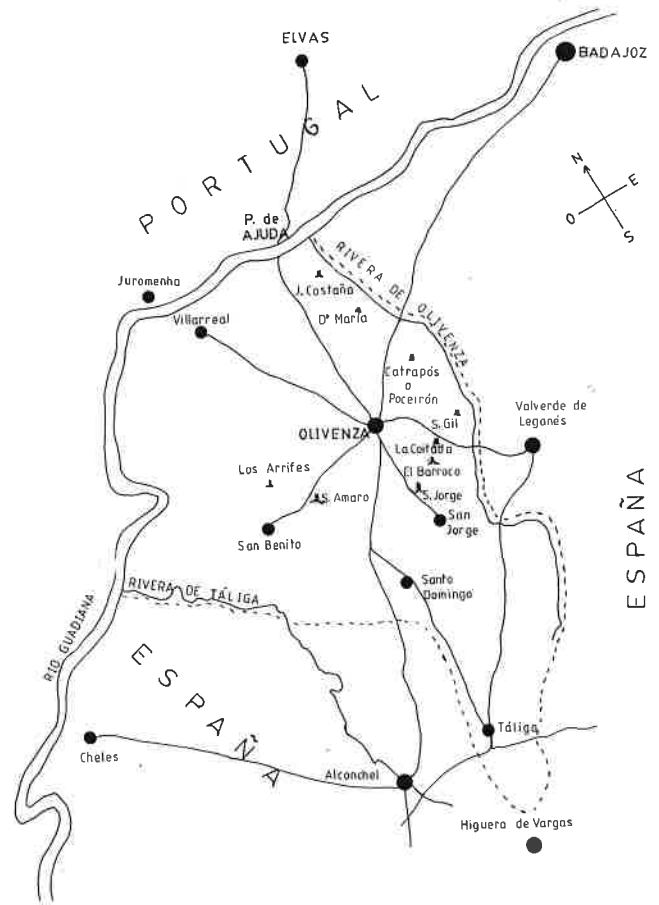 ELVAS
BADAJOZ
PORTUGAL
N
E
O
S
P. de
AJUDA
RIVERA DE OLIVENZA
Juromenha
J. Castaña
Villarreal
Dª María
Catrapós
o
Poceirón
S. Gil
Valverde de
Leganés
OLIVENZA
La Coitada
El Barroco
Los Arrifes
S. Jorge
S. Amaro
San
Jorge
San Benito
ESPAÑA
RIVERA DE TÁLIGA
Santo
Domingo
RIO GUADIANA
ESPAÑA
Táliga
Cheles
Alconchel
Higuera de Vargas